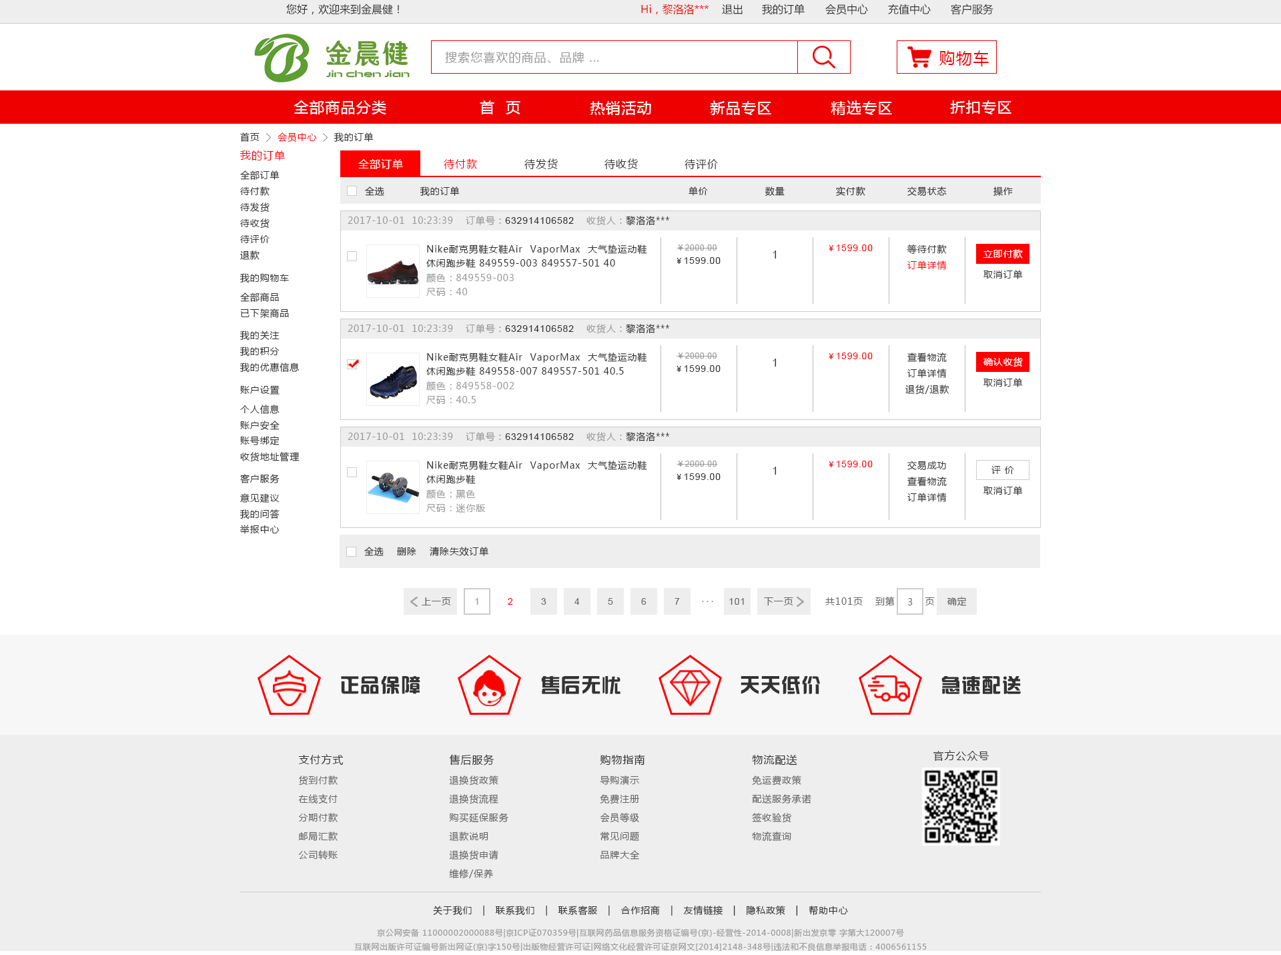 您好，欢迎来到金晨健！ Hi，黎洛洛*** 退出 我的订单 会员中心 充值中心 客户服务
金晨健
jin chen jian
搜索您喜欢的商品、品牌 ...
购物车
全部商品分类 首 页 热销活动 新品专区 精选专区 折扣专区
首页 > 会员中心 > 我的订单
我的订单
全部订单
待付款
待发货
待收货
待评价
退款
我的购物车
全部商品
已下架商品
我的关注
我的积分
我的优惠信息
账户设置
个人信息
账户安全
账号绑定
收货地址管理
客户服务
意见建议
我的问答
举报中心
全部订单 待付款 待发货 待收货 待评价
全选 我的订单 单价 数量 实付款 交易状态 操作
2017-10-01 10:23:39 订单号：632914106582 收货人：黎洛洛***
Nike耐克男鞋女鞋Air VaporMax 大气垫运动鞋
休闲跑步鞋 849559-003 849557-501 40
颜色：849559-003
尺码：40
￥2000.00
￥1599.00
1
￥1599.00
等待付款
订单详情
立即付款
取消订单
2017-10-01 10:23:39 订单号：632914106582 收货人：黎洛洛***
Nike耐克男鞋女鞋Air VaporMax 大气垫运动鞋
休闲跑步鞋 849558-007 849557-501 40.5
颜色：849558-002
尺码：40.5
￥2000.00
￥1599.00
1
￥1599.00
查看物流
订单详情
退货/退款
确认收货
取消订单
2017-10-01 10:23:39 订单号：632914106582 收货人：黎洛洛***
Nike耐克男鞋女鞋Air VaporMax 大气垫运动鞋
休闲跑步鞋
颜色：黑色
尺码：迷你版
￥2000.00
￥1599.00
1
￥1599.00
交易成功
查看物流
订单详情
评 价
取消订单
全选 删除 清除失效订单
上一页 1 2 3 4 5 6 7 ··· 101 下一页 共101页 到第 3 页 确定
正品保障 售后无忧 天天低价 急速配送
支付方式
货到付款
在线支付
分期付款
邮局汇款
公司转账
售后服务
退换货政策
退换货流程
购买延保服务
退款说明
退换货申请
维修/保养
购物指南
导购演示
免费注册
会员等级
常见问题
品牌大全
物流配送
免运费政策
配送服务承诺
签收验货
物流查询
官方公众号
关于我们 | 联系我们 | 联系客服 | 合作招商 | 友情链接 | 隐私政策 | 帮助中心
京公网安备 11000002000088号|京ICP证070359号|互联网药品信息服务资格证编号(京)-经营性-2014-0008|新出发京零 字第大120007号
互联网出版许可证编号新出网证(京)字150号|出版物经营许可证|网络文化经营许可证京网文[2014]2148-348号|违法和不良信息举报电话：4006561155